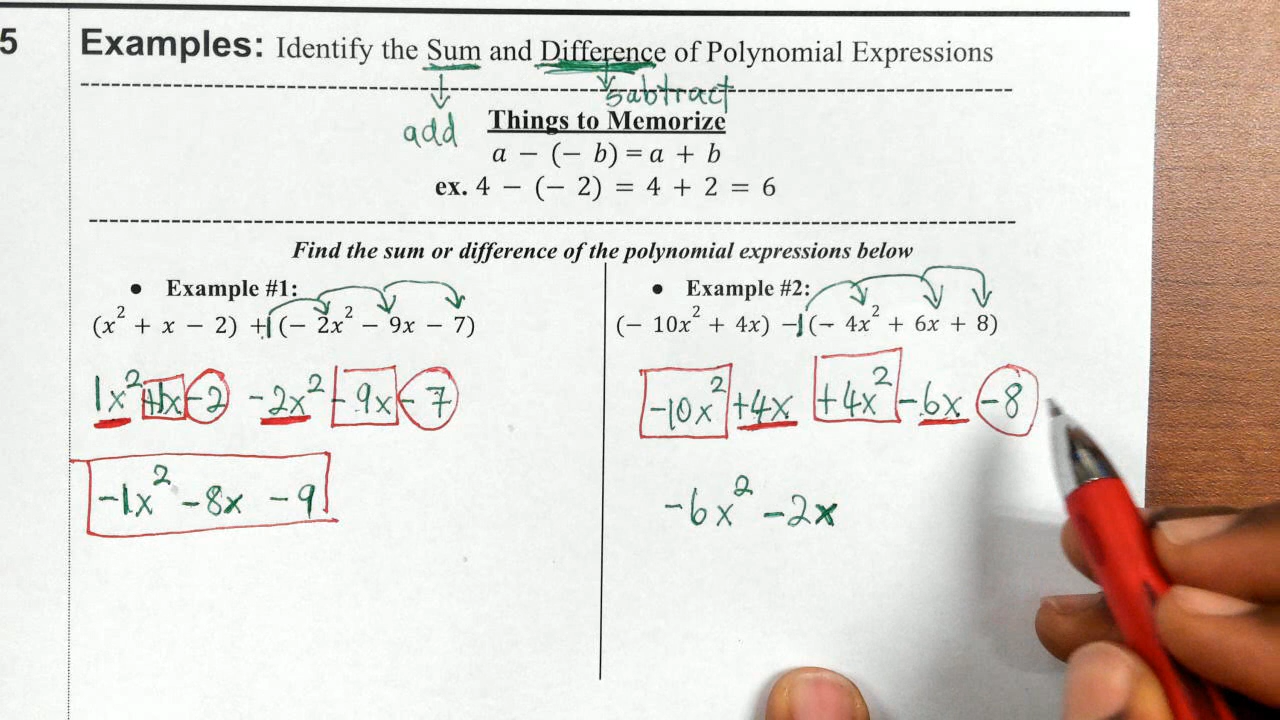 5 Examples: Identify the Sum and Difference of Polynomial Expressions
subtract
add
Things to Memorize
a − (− b) = a + b
ex. 4 − (− 2) = 4 + 2 = 6
Find the sum or difference of the polynomial expressions below
• Example #1:
(x² + x − 2) +1(− 2x² − 9x − 7)
1x² +1x −2 −2x² −9x −7
−1x² −8x −9
• Example #2:
(− 10x² + 4x) −1(− 4x² + 6x + 8)
−10x² +4x +4x² −6x −8
−6x² −2x